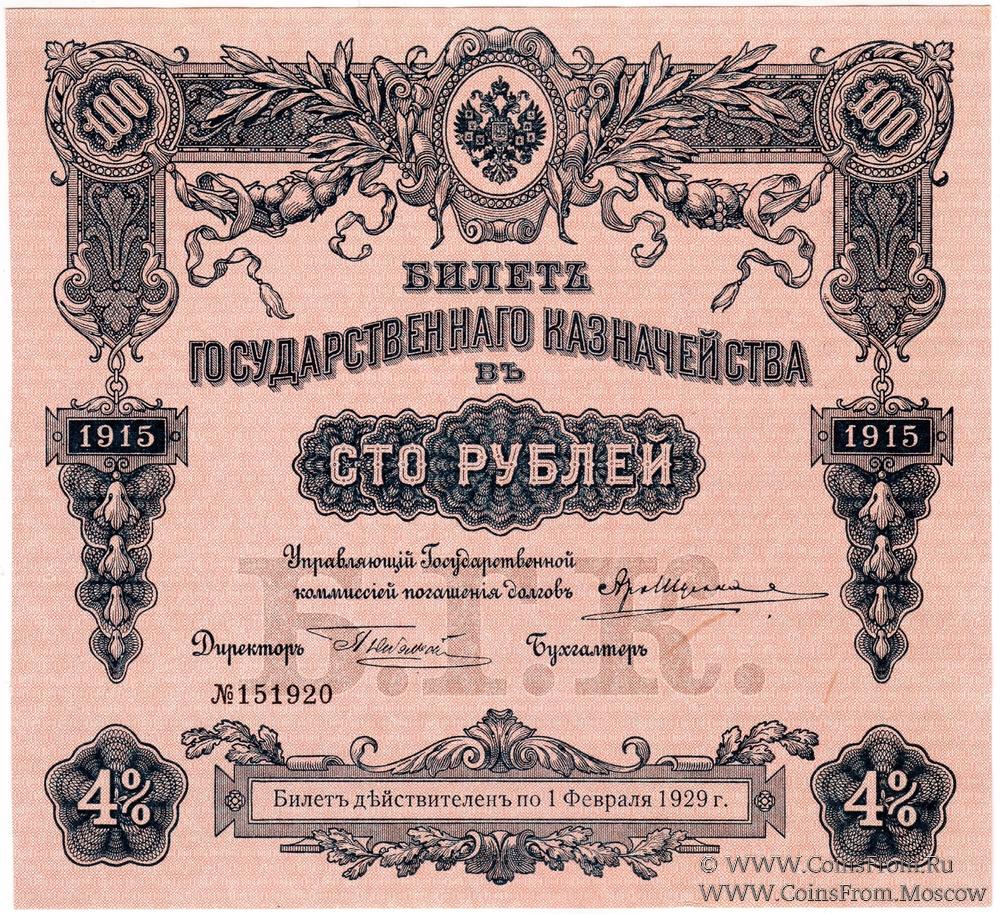 100 100
БИЛЕТЪ
ГОСУДАРСТВЕННАГО КАЗНАЧЕЙСТВА
ВЪ
1915 1915
СТО РУБЛЕЙ
Управляющій Государственной
коммиссіей погашенія долговъ
Директоръ Бухгалтеръ
Б.Г.К.
№151920
4% 4%
Билетъ дѣйствителенъ по 1 Февраля 1929 г.
© WWW.CoinsFrom.Ru
WWW.CoinsFrom.Moscow